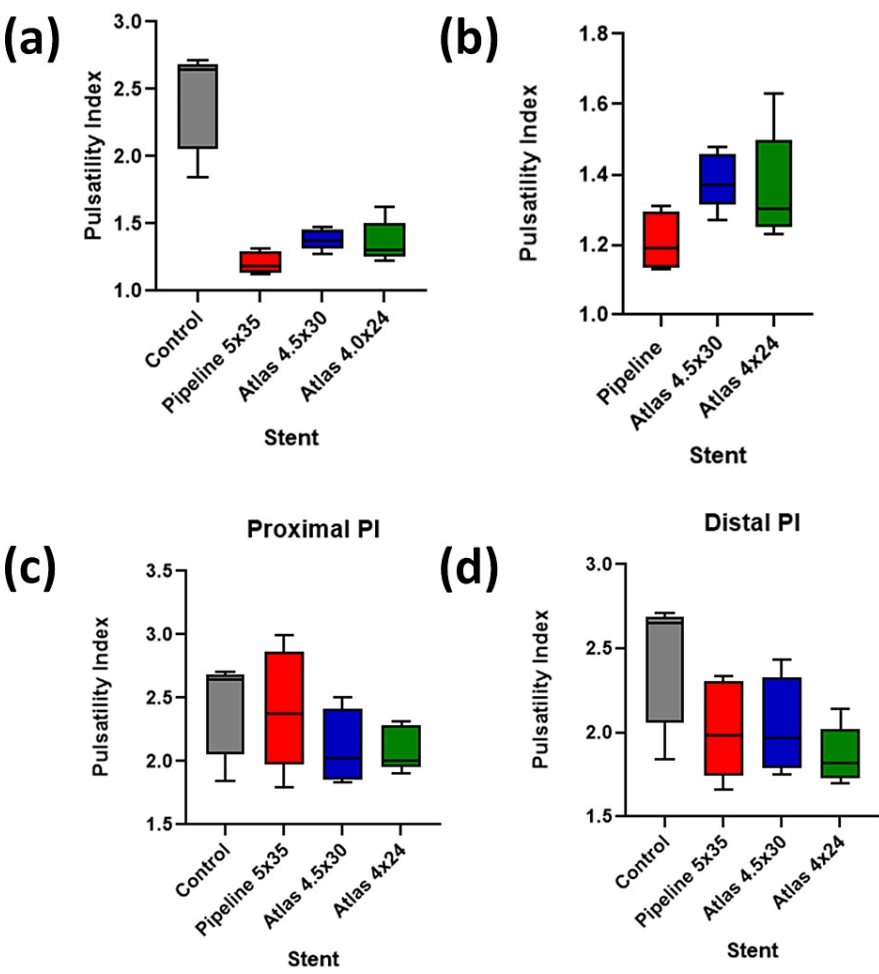 (a)
3.0
2.5
2.0
1.5
1.0
Pulsatility Index
Control
Pipeline 5x35
Atlas 4.5x30
Atlas 4.0x24
Stent
(b)
1.8
1.6
1.4
1.2
1.0
Pulsatility Index
Pipeline
Atlas 4.5x30
Atlas 4x24
Stent
(c)
Proximal PI
3.5
3.0
2.5
2.0
1.5
Pulsatility Index
Control
Pipeline 5x35
Atlas 4.5x30
Atlas 4x24
Stent
(d)
Distal PI
3.0
2.5
2.0
1.5
Pulsatility Index
Control
Pipeline 5x35
Atlas 4.5x30
Atlas 4x24
Stent